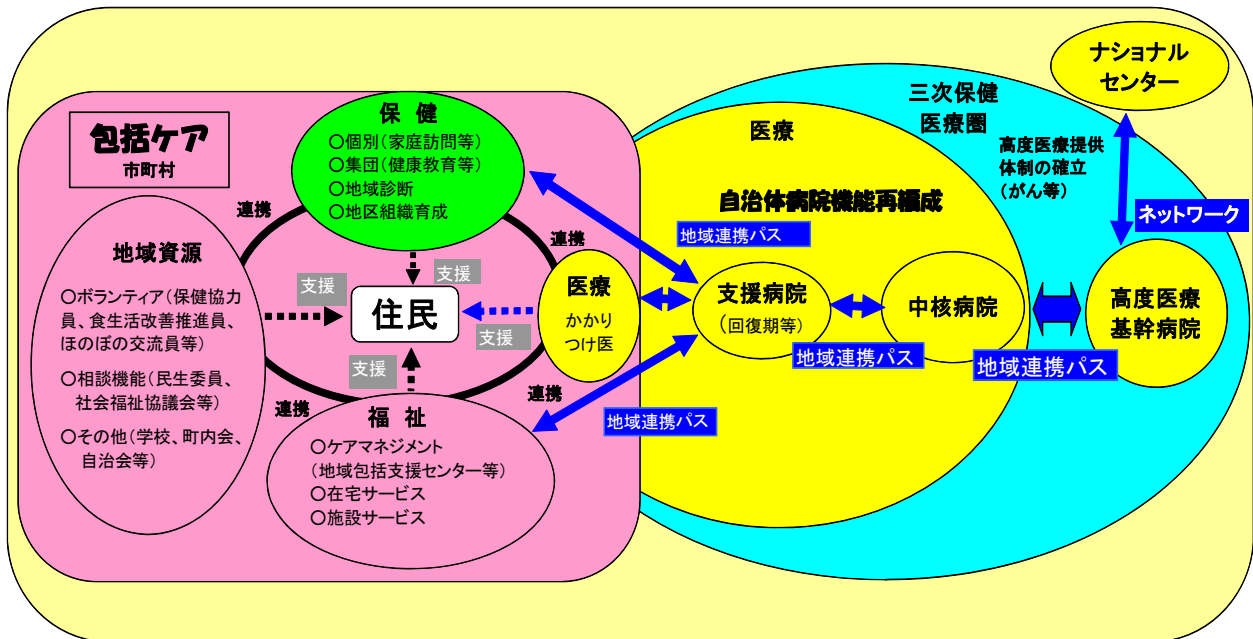 包括ケア
市町村
保健
○個別(家庭訪問等)
○集団(健康教育等)
○地域診断
○地区組織育成
連携
連携
連携
連携
地域資源
○ボランティア(保健協力
員、食生活改善推進員、
ほのぼの交流員等)
○相談機能(民生委員、
社会福祉協議会等)
○その他(学校、町内会、
自治会等)
支援
支援
支援
支援
住民
医療
かかり
つけ医
福祉
○ケアマネジメント
(地域包括支援センター等)
○在宅サービス
○施設サービス
医療
自治体病院機能再編成
地域連携パス
支援病院
(回復期等)
地域連携パス
中核病院
地域連携パス
地域連携パス
三次保健
医療圏
高度医療提供
体制の確立
(がん等)
ナショナル
センター
ネットワーク
高度医療
基幹病院